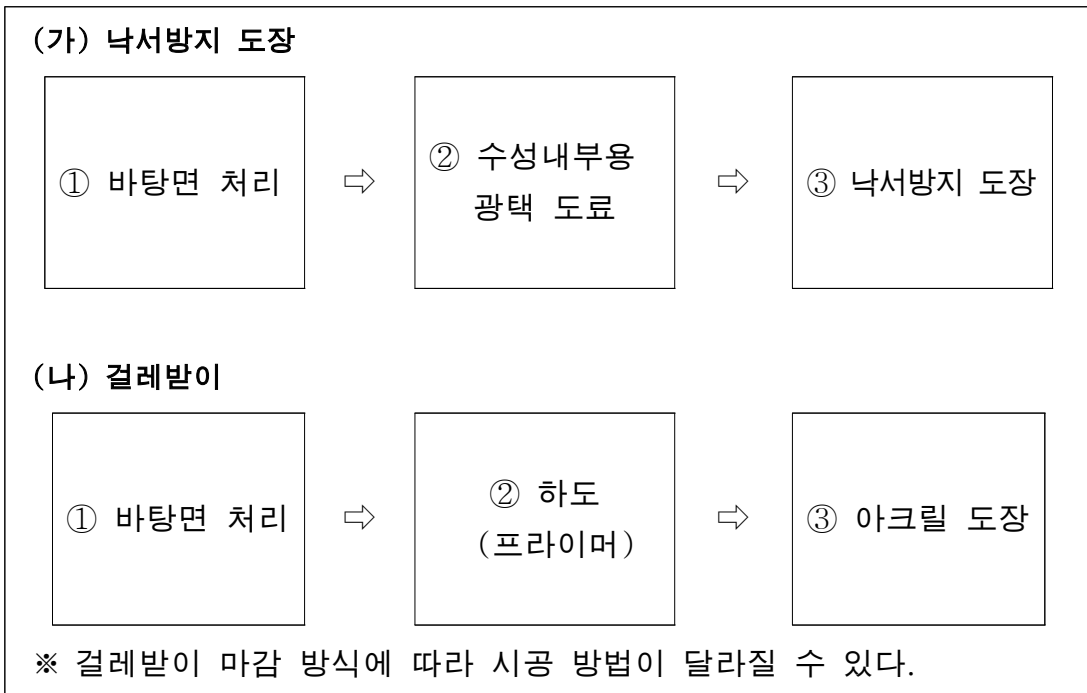 (가) 낙서방지 도장
① 바탕면 처리 ⇨ ② 수성내부용 광택 도료 ⇨ ③ 낙서방지 도장
(나) 걸레받이
① 바탕면 처리 ⇨ ② 하도 (프라이머) ⇨ ③ 아크릴 도장
※ 걸레받이 마감 방식에 따라 시공 방법이 달라질 수 있다.